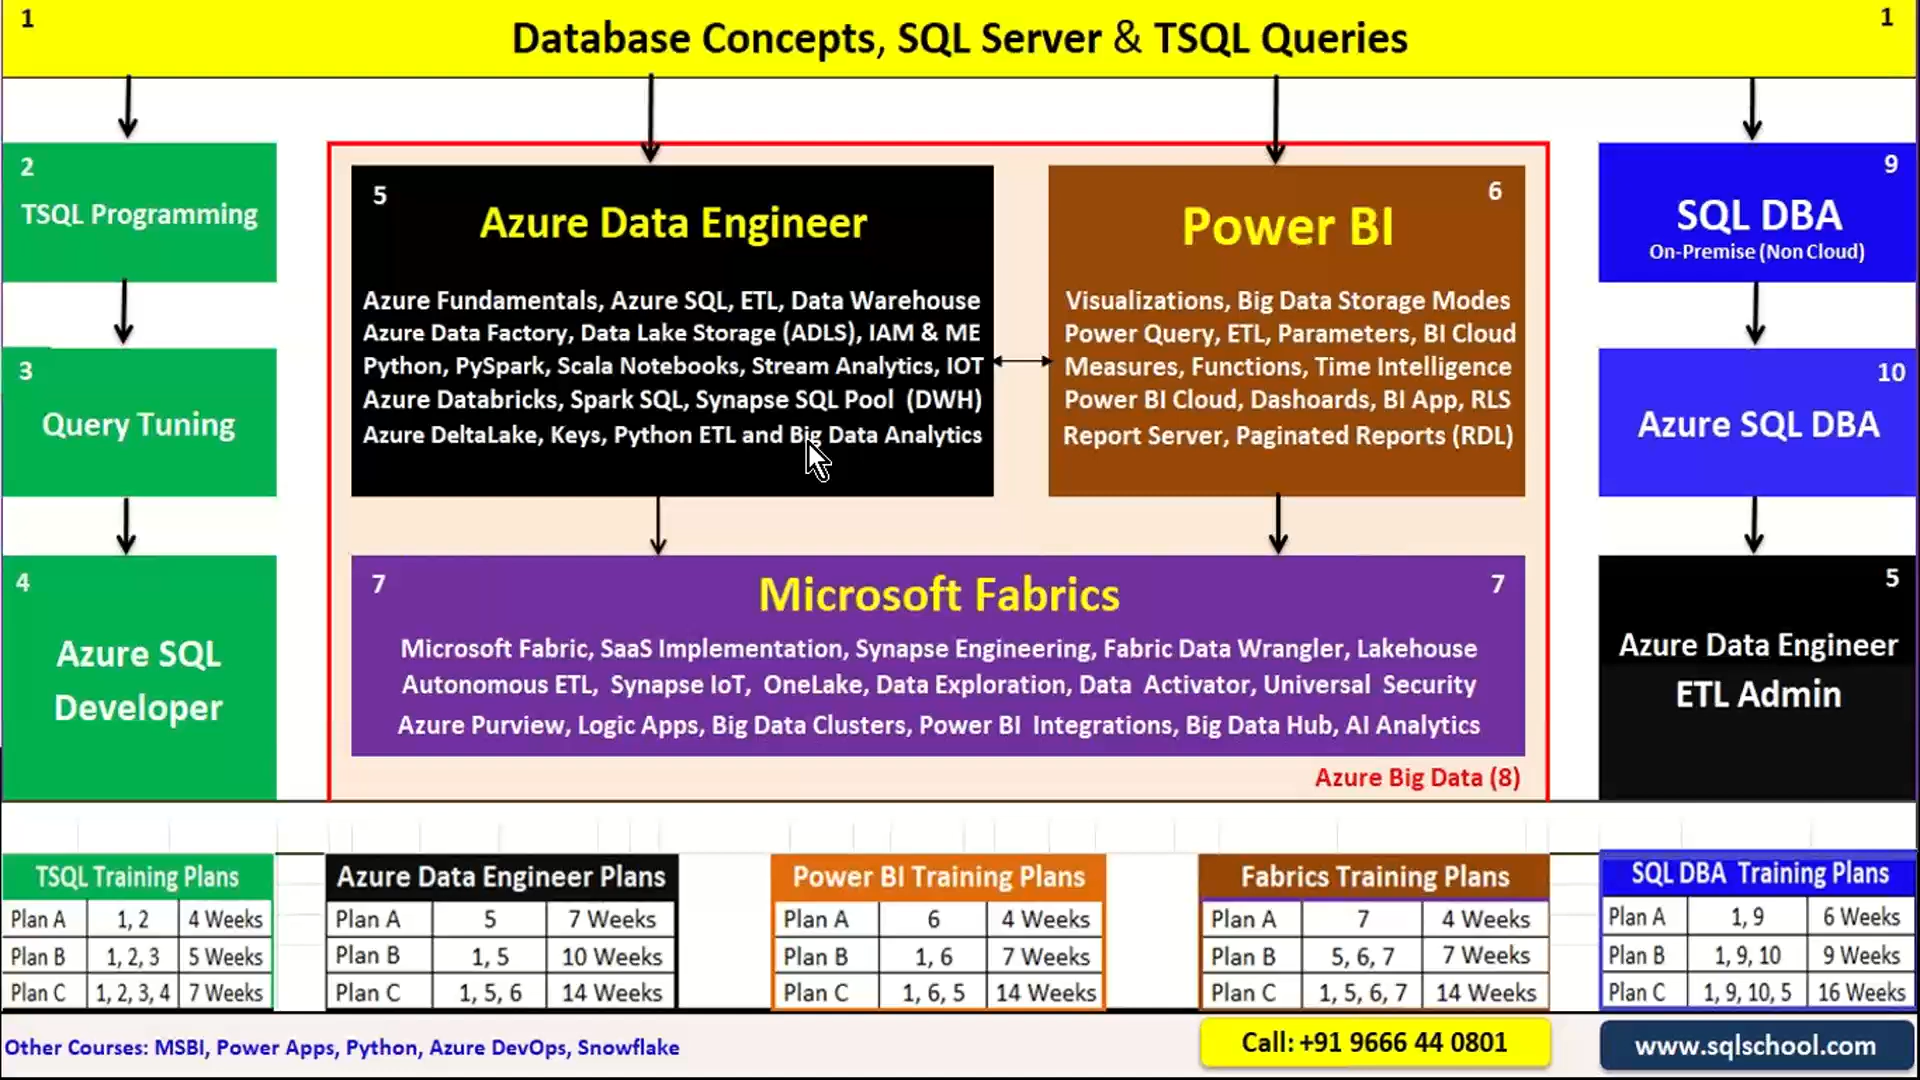 1
Database Concepts, SQL Server & TSQL Queries
1
2
TSQL Programming
3
Query Tuning
4
Azure SQL
Developer
5
Azure Data Engineer
Azure Fundamentals, Azure SQL, ETL, Data Warehouse
Azure Data Factory, Data Lake Storage (ADLS), IAM & ME
Python, PySpark, Scala Notebooks, Stream Analytics, IOT
Azure Databricks, Spark SQL, Synapse SQL Pool (DWH)
Azure DeltaLake, Keys, Python ETL and Big Data Analytics
6
Power BI
Visualizations, Big Data Storage Modes
Power Query, ETL, Parameters, BI Cloud
Measures, Functions, Time Intelligence
Power BI Cloud, Dashoards, BI App, RLS
Report Server, Paginated Reports (RDL)
7
Microsoft Fabrics
7
Microsoft Fabric, SaaS Implementation, Synapse Engineering, Fabric Data Wrangler, Lakehouse
Autonomous ETL, Synapse IoT, OneLake, Data Exploration, Data Activator, Universal Security
Azure Purview, Logic Apps, Big Data Clusters, Power BI Integrations, Big Data Hub, AI Analytics
Azure Big Data (8)
9
SQL DBA
On-Premise (Non Cloud)
10
Azure SQL DBA
5
Azure Data Engineer
ETL Admin
TSQL Training Plans
Plan A 1, 2 4 Weeks
Plan B 1, 2, 3 5 Weeks
Plan C 1, 2, 3, 4 7 Weeks
Azure Data Engineer Plans
Plan A 5 7 Weeks
Plan B 1, 5 10 Weeks
Plan C 1, 5, 6 14 Weeks
Power BI Training Plans
Plan A 6 4 Weeks
Plan B 1, 6 7 Weeks
Plan C 1, 6, 5 14 Weeks
Fabrics Training Plans
Plan A 7 4 Weeks
Plan B 5, 6, 7 7 Weeks
Plan C 1, 5, 6, 7 14 Weeks
SQL DBA Training Plans
Plan A 1, 9 6 Weeks
Plan B 1, 9, 10 9 Weeks
Plan C 1, 9, 10, 5 16 Weeks
Other Courses: MSBI, Power Apps, Python, Azure DevOps, Snowflake
Call: +91 9666 44 0801
www.sqlschool.com